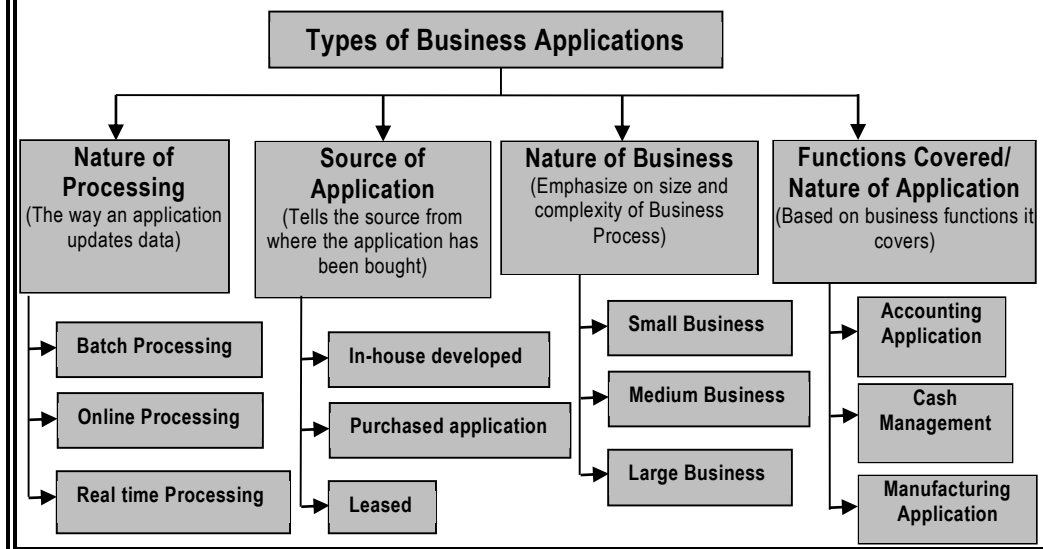 Types of Business Applications
Nature of
Processing
(The way an application
updates data)
Batch Processing
Online Processing
Real time Processing
Source of
Application
(Tells the source from
where the application has
been bought)
In-house developed
Purchased application
Leased
Nature of Business
(Emphasize on size and
complexity of Business
Process)
Small Business
Medium Business
Large Business
Functions Covered/
Nature of Application
(Based on business functions it
covers)
Accounting
Application
Cash
Management
Manufacturing
Application